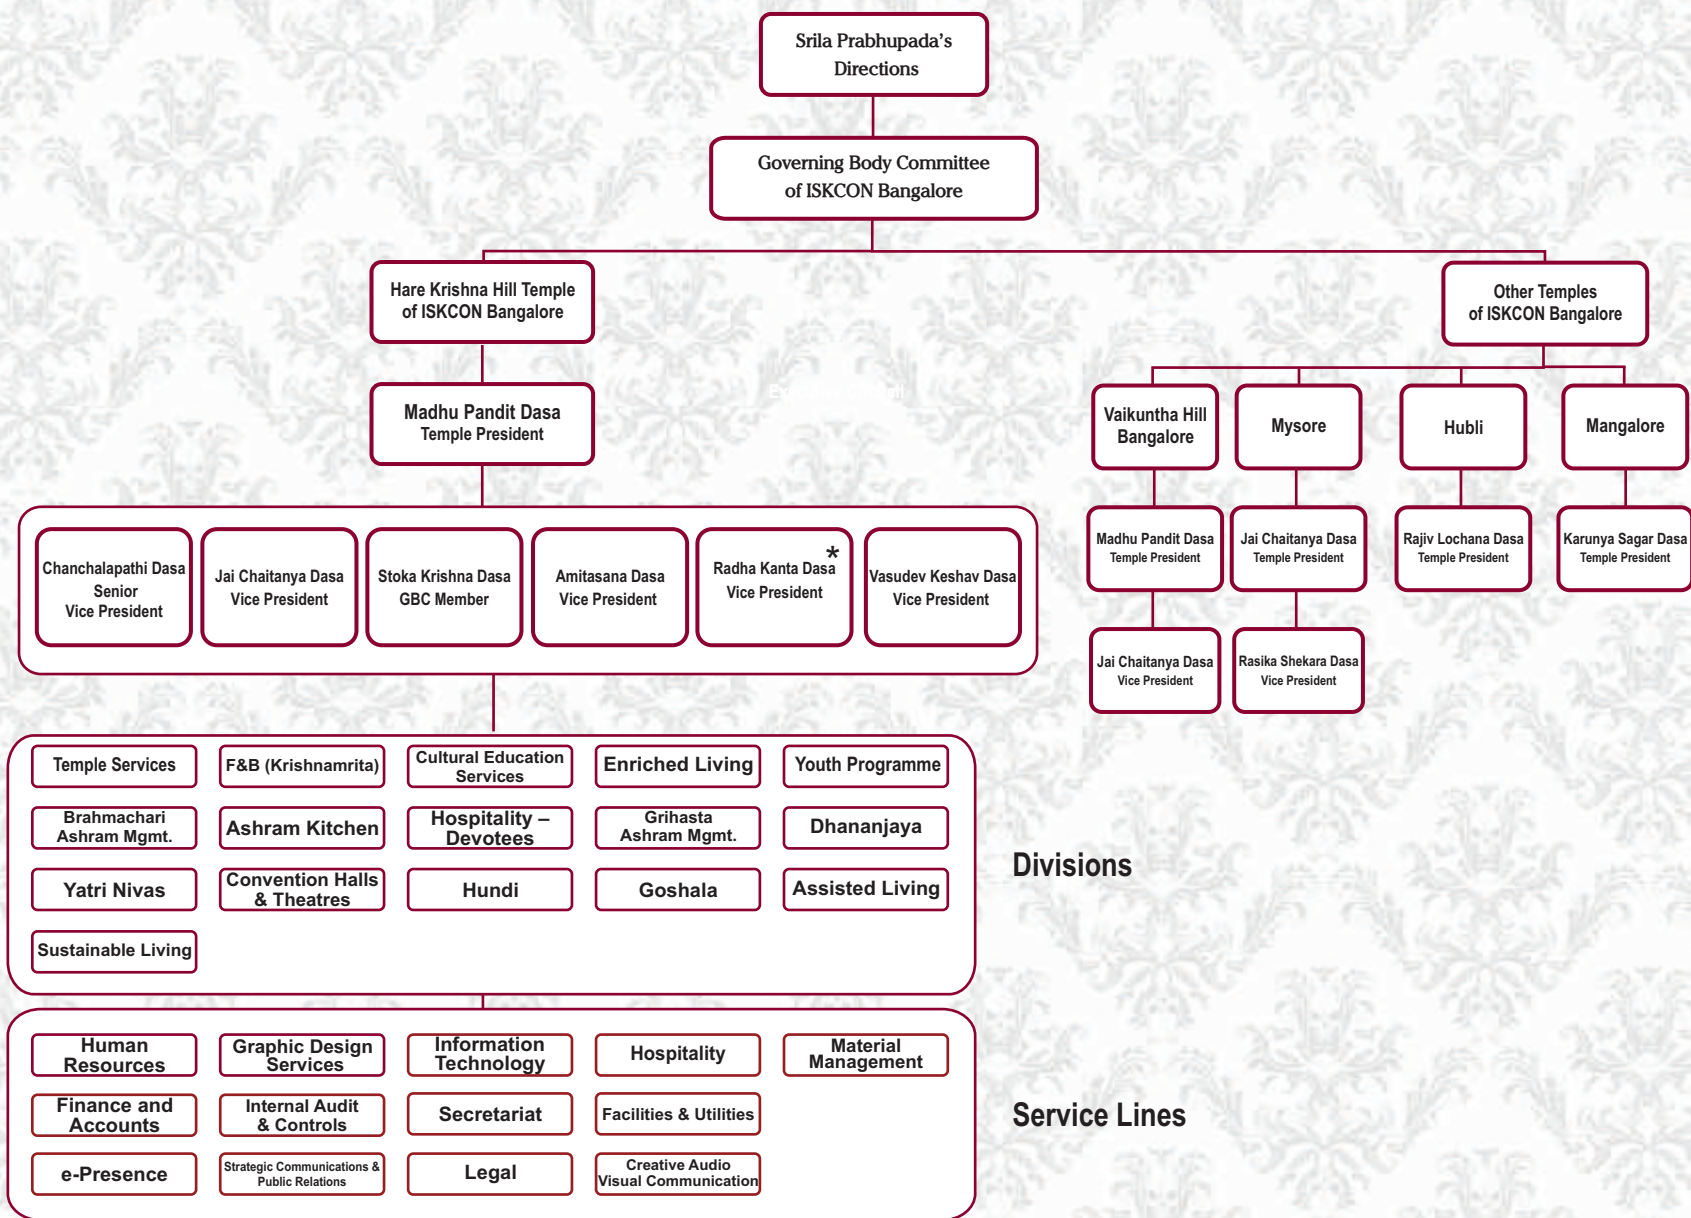 Srila Prabhupada's
Directions
Governing Body Committee
of ISKCON Bangalore
Hare Krishna Hill Temple
of ISKCON Bangalore
Other Temples
of ISKCON Bangalore
Madhu Pandit Dasa
Temple President
Vaikuntha Hill
Bangalore
Mysore
Hubli
Mangalore
Chanchalapathi Dasa
Senior
Vice President
Jai Chaitanya Dasa
Vice President
Stoka Krishna Dasa
GBC Member
Amitasana Dasa
Vice President
*
Radha Kanta Dasa
Vice President
Vasudev Keshav Dasa
Vice President
Madhu Pandit Dasa
Temple President
Jai Chaitanya Dasa
Temple President
Rajiv Lochana Dasa
Temple President
Karunya Sagar Dasa
Temple President
Jai Chaitanya Dasa
Vice President
Rasika Shekara Dasa
Vice President
Temple Services
F&B (Krishnamrita)
Cultural Education
Services
Enriched Living
Youth Programme
Brahmachari
Ashram Mgmt.
Ashram Kitchen
Hospitality –
Devotees
Grihasta
Ashram Mgmt.
Dhananjaya
Yatri Nivas
Convention Halls
& Theatres
Hundi
Goshala
Assisted Living
Sustainable Living
Divisions
Human
Resources
Graphic Design
Services
Information
Technology
Hospitality
Material
Management
Finance and
Accounts
Internal Audit
& Controls
Secretariat
Facilities & Utilities
e-Presence
Strategic Communications &
Public Relations
Legal
Creative Audio
Visual Communication
Service Lines